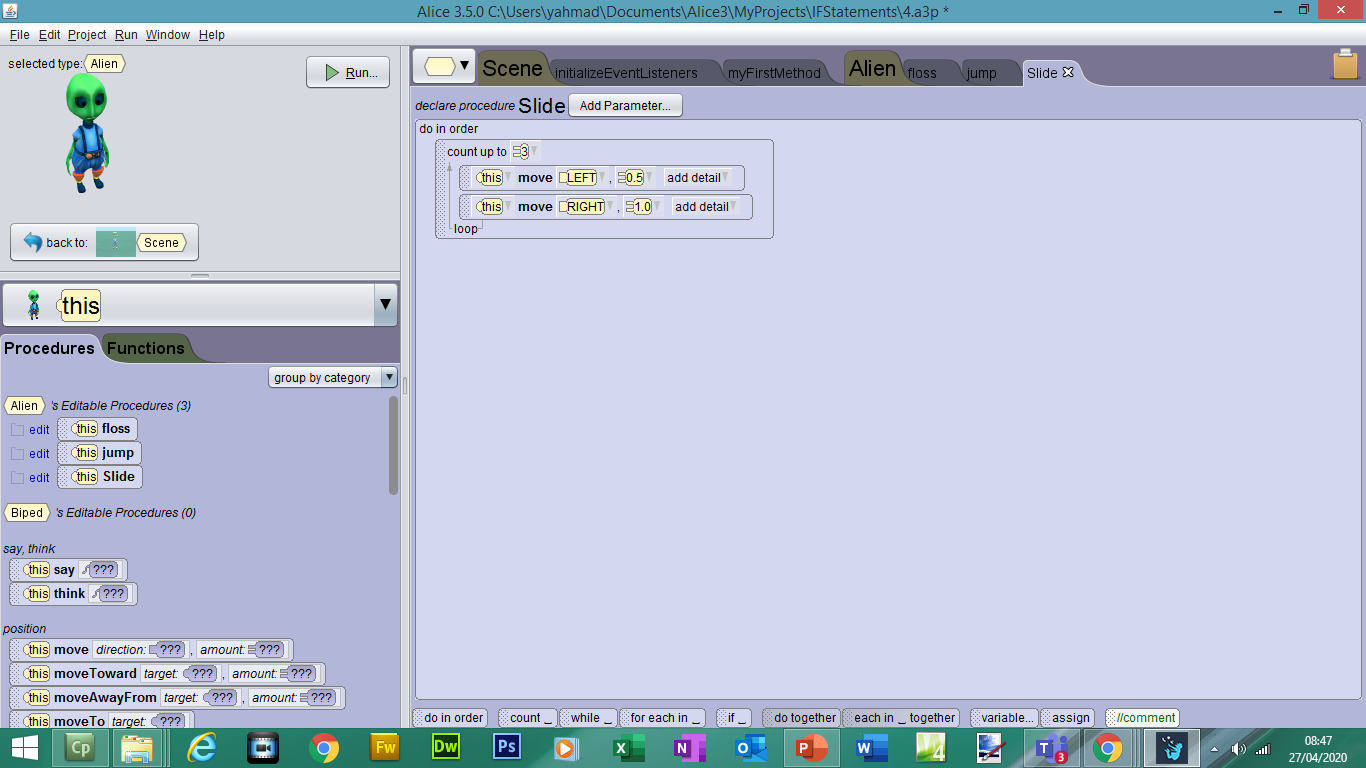 Alice 3.5.0 C:\Users\yahmad\Documents\Alice3\MyProjects\IFStatements\4.a3p *
File Edit Project Run Window Help
selected type: Alien
Run...
back to: Scene
this
Procedures Functions
group by category
Alien 's Editable Procedures (3)
edit this floss
edit this jump
edit this Slide
Biped 's Editable Procedures (0)
say, think
this say ???
this think ???
position
this move direction: ??? , amount: ???
this moveToward target: ??? , amount: ???
this moveAwayFrom target: ??? , amount: ???
this moveTo target: ???
Scene initializeEventListeners myFirstMethod Alien floss jump Slide
declare procedure Slide Add Parameter...
do in order
count up to 3
this move LEFT , 0.5 add detail
this move RIGHT , 1.0 add detail
loop
do in order count _ while _ for each in _ if _ do together each in _ together variable... assign //comment
Cp Fw Dw Ps X N O P W 4 T 3
08:47
27/04/2020